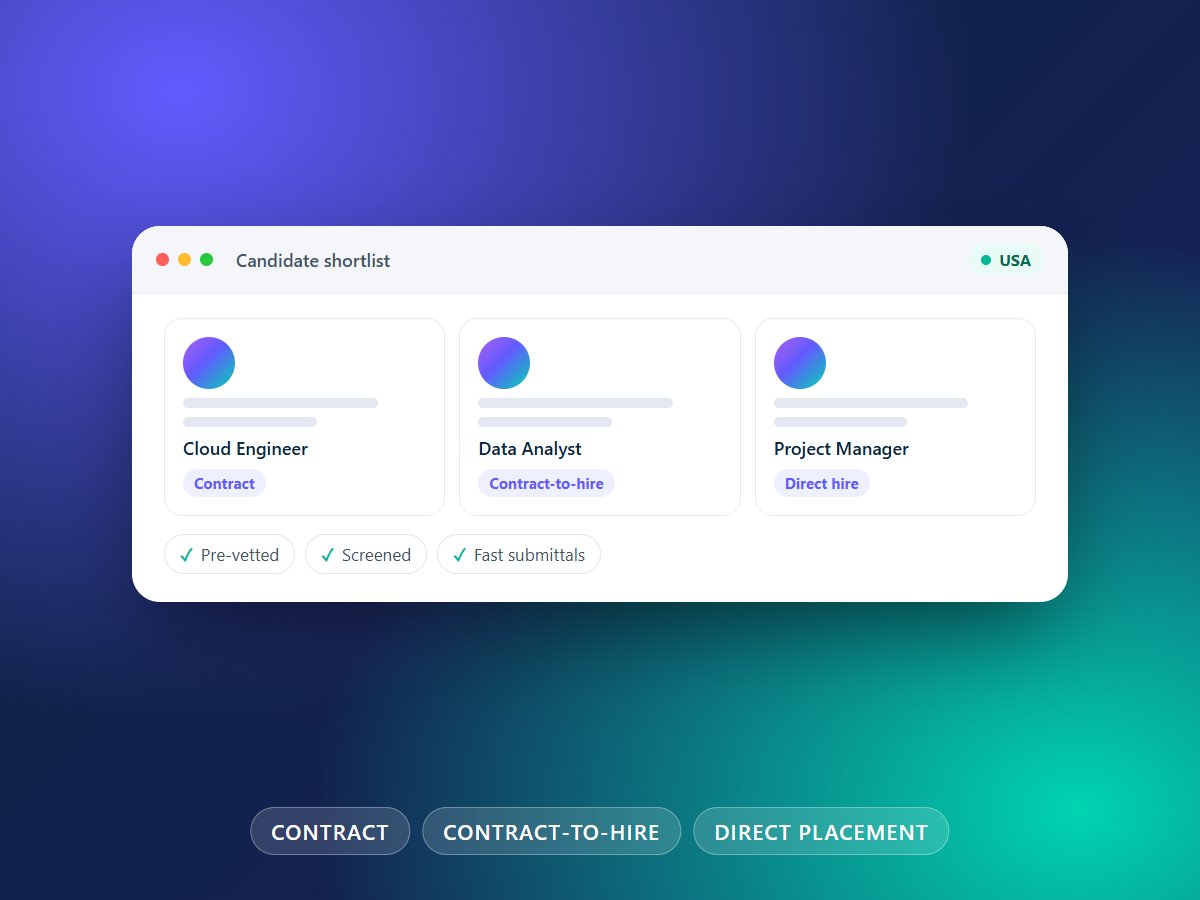 Candidate shortlist
USA
Cloud Engineer
Contract
Data Analyst
Contract-to-hire
Project Manager
Direct hire
✓ Pre-vetted
✓ Screened
✓ Fast submittals
CONTRACT
CONTRACT-TO-HIRE
DIRECT PLACEMENT